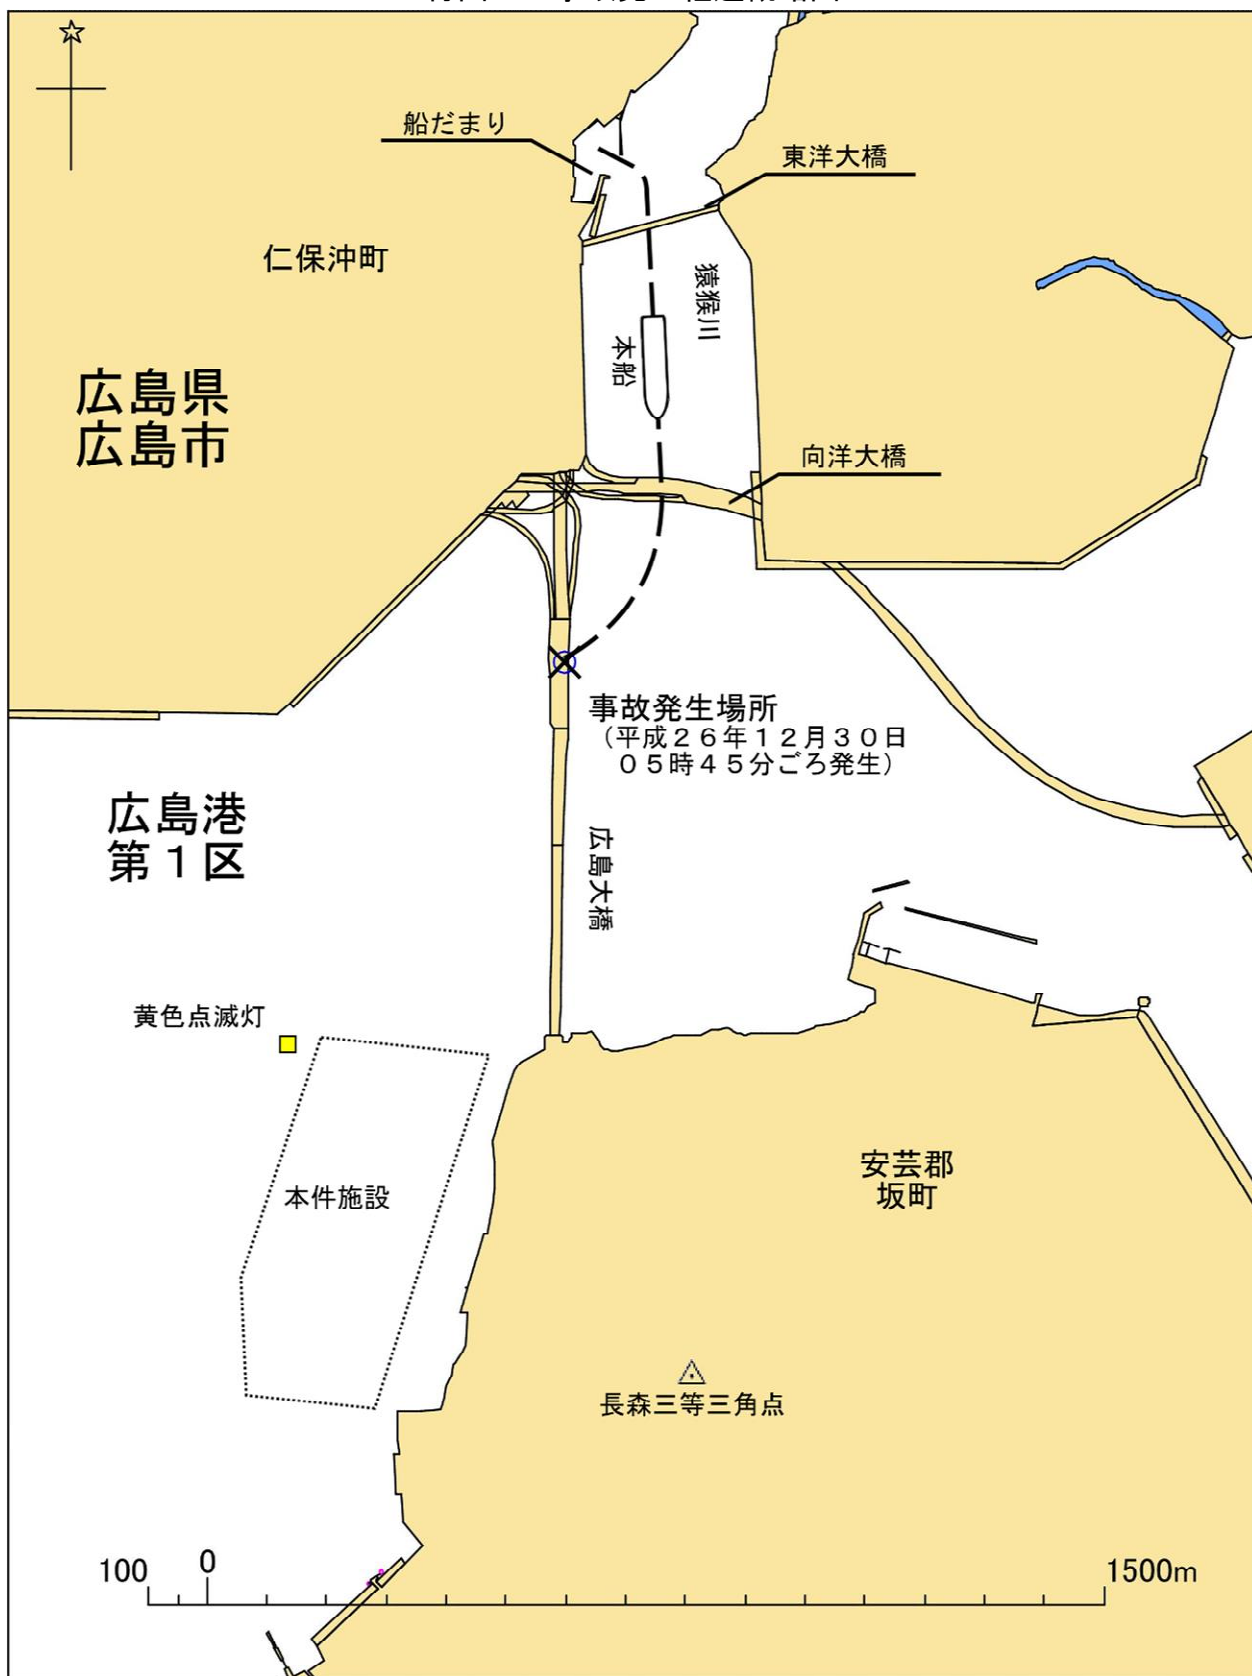 船だまり
東洋大橋
仁保沖町
猿猴川
本船
広島県
広島市
向洋大橋
事故発生場所
(平成26年12月30日
05時45分ごろ発生)
広島港
第1区
広島大橋
黄色点滅灯
本件施設
安芸郡
坂町
長森三等三角点
100 0 1500m